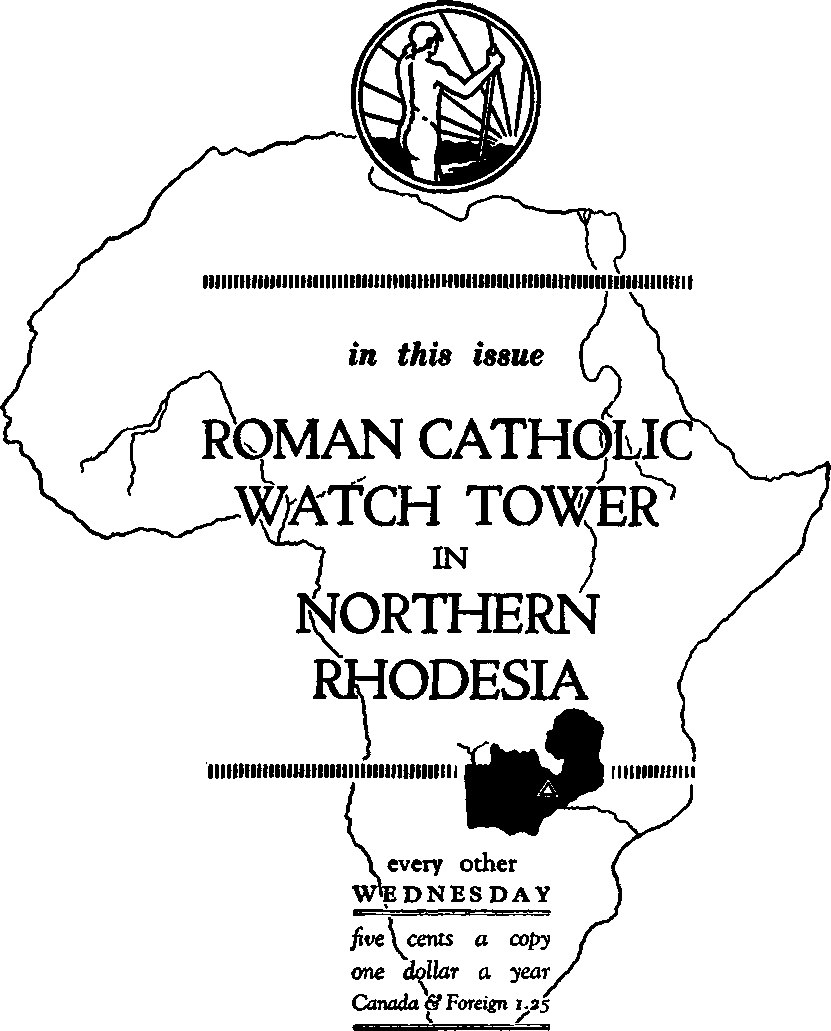 in this issue
ROMAN CATHOLIC
WATCH TOWER
IN
NORTHERN
RHODESIA
every other
WEDNESDAY
five cents a copy
one dollar a year
Canada & Foreign 1.25